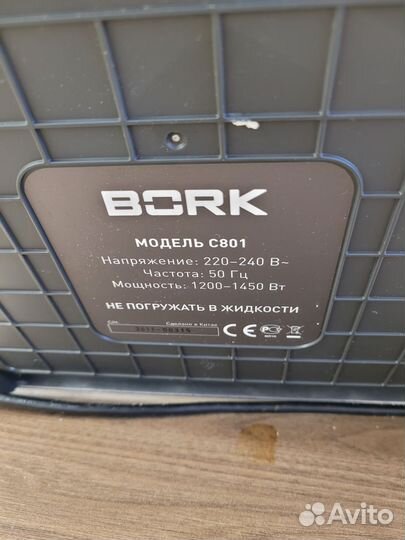 BORK
МОДЕЛЬ C801
Напряжение: 220–240 В~
Частота: 50 Гц
Мощность: 1200–1450 Вт
НЕ ПОГРУЖАТЬ В ЖИДКОСТИ
Сделано в Китае
CE
Avito